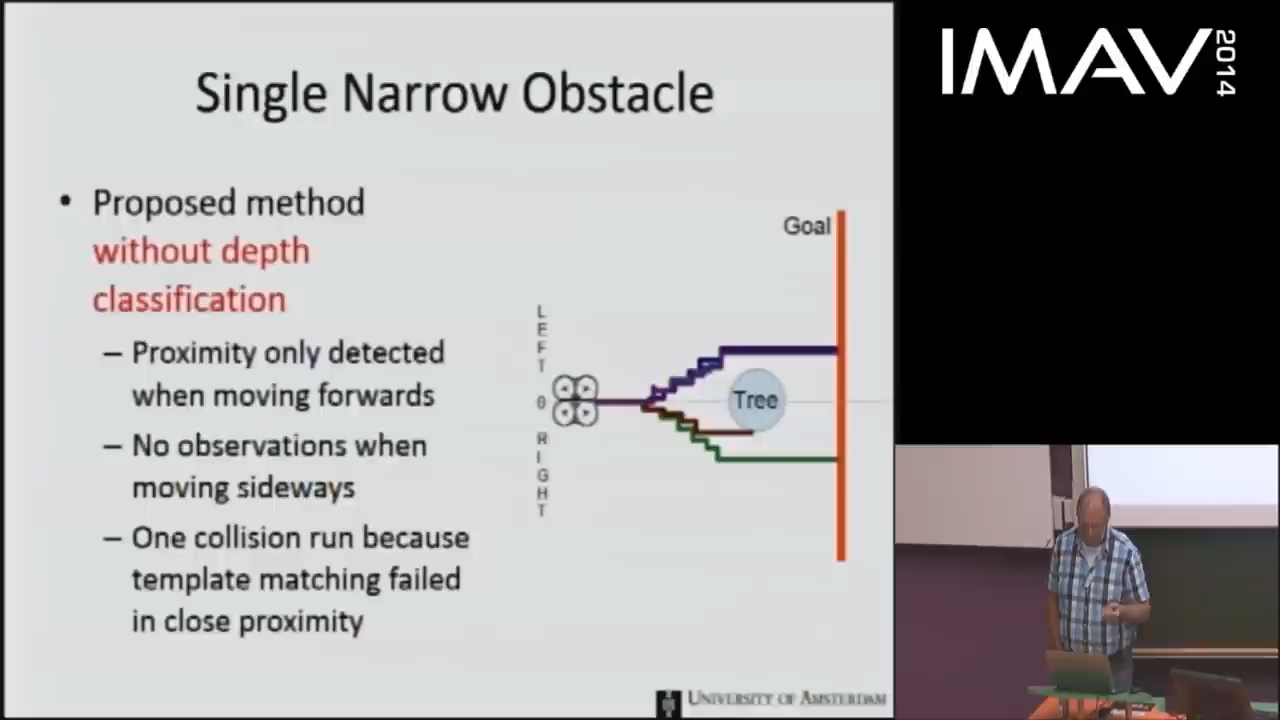 Single Narrow Obstacle
• Proposed method
without depth
classification
– Proximity only detected
when moving forwards
– No observations when
moving sideways
– One collision run because
template matching failed
in close proximity
Goal
LEFT 0 RIGHT
Tree
UNIVERSITY OF AMSTERDAM
IMAV 2014